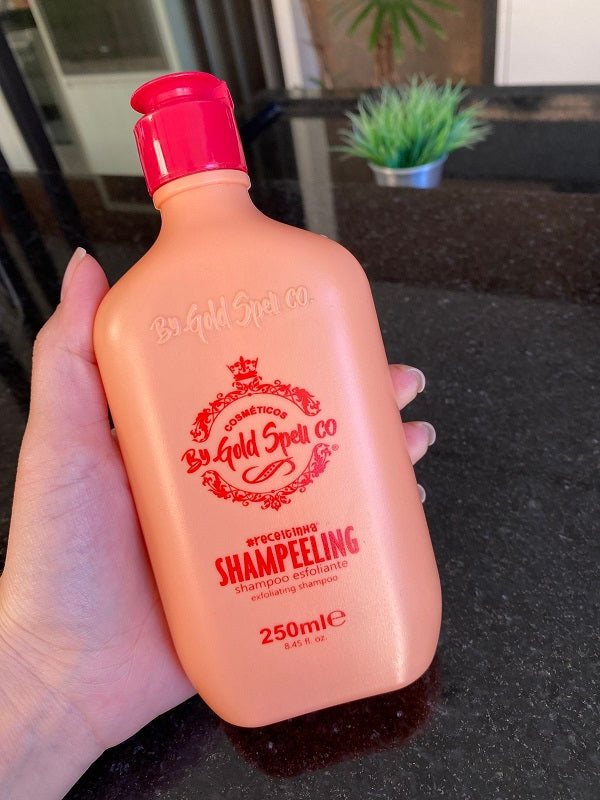 By Gold Spell CO.
COSMÉTICOS
By Gold Spell CO
®
#receitinha
SHAMPEELING
shampoo esfoliante
exfoliating shampoo
250ml℮
8.45 fl. oz.